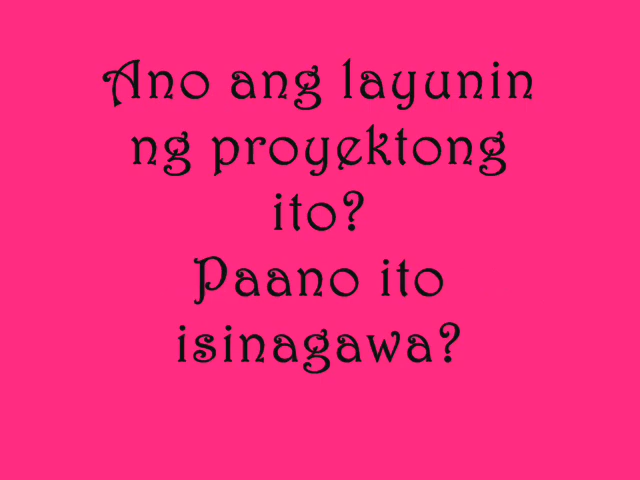 Ano ang layunin
ng proyektong
ito?
Paano ito
isinagawa?